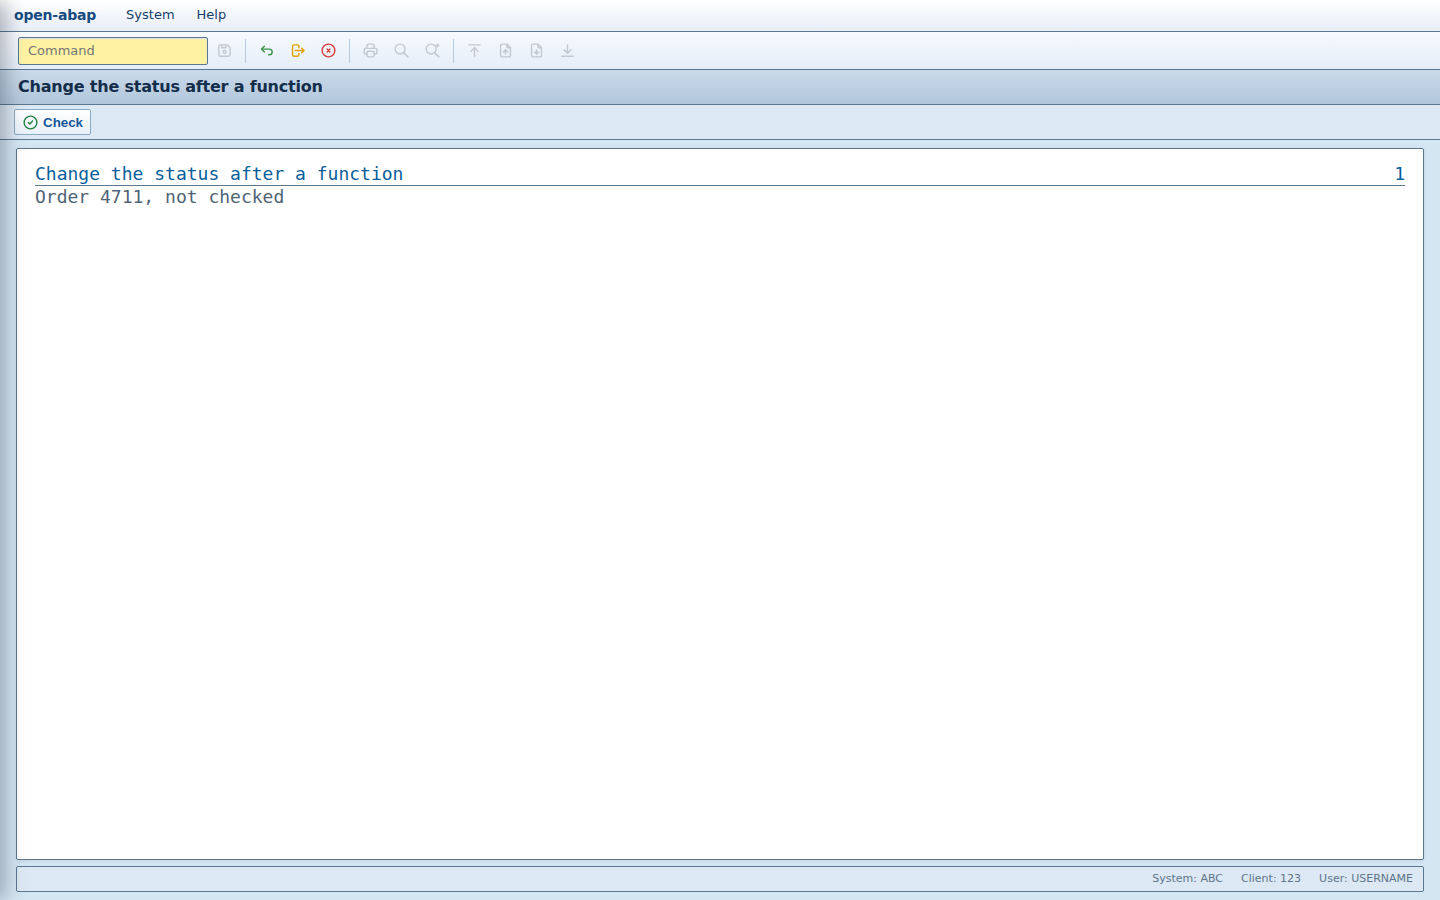 open-abap System Help
Command
Change the status after a function
Check
Change the status after a function 1
Order 4711, not checked
System: ABC Client: 123 User: USERNAME